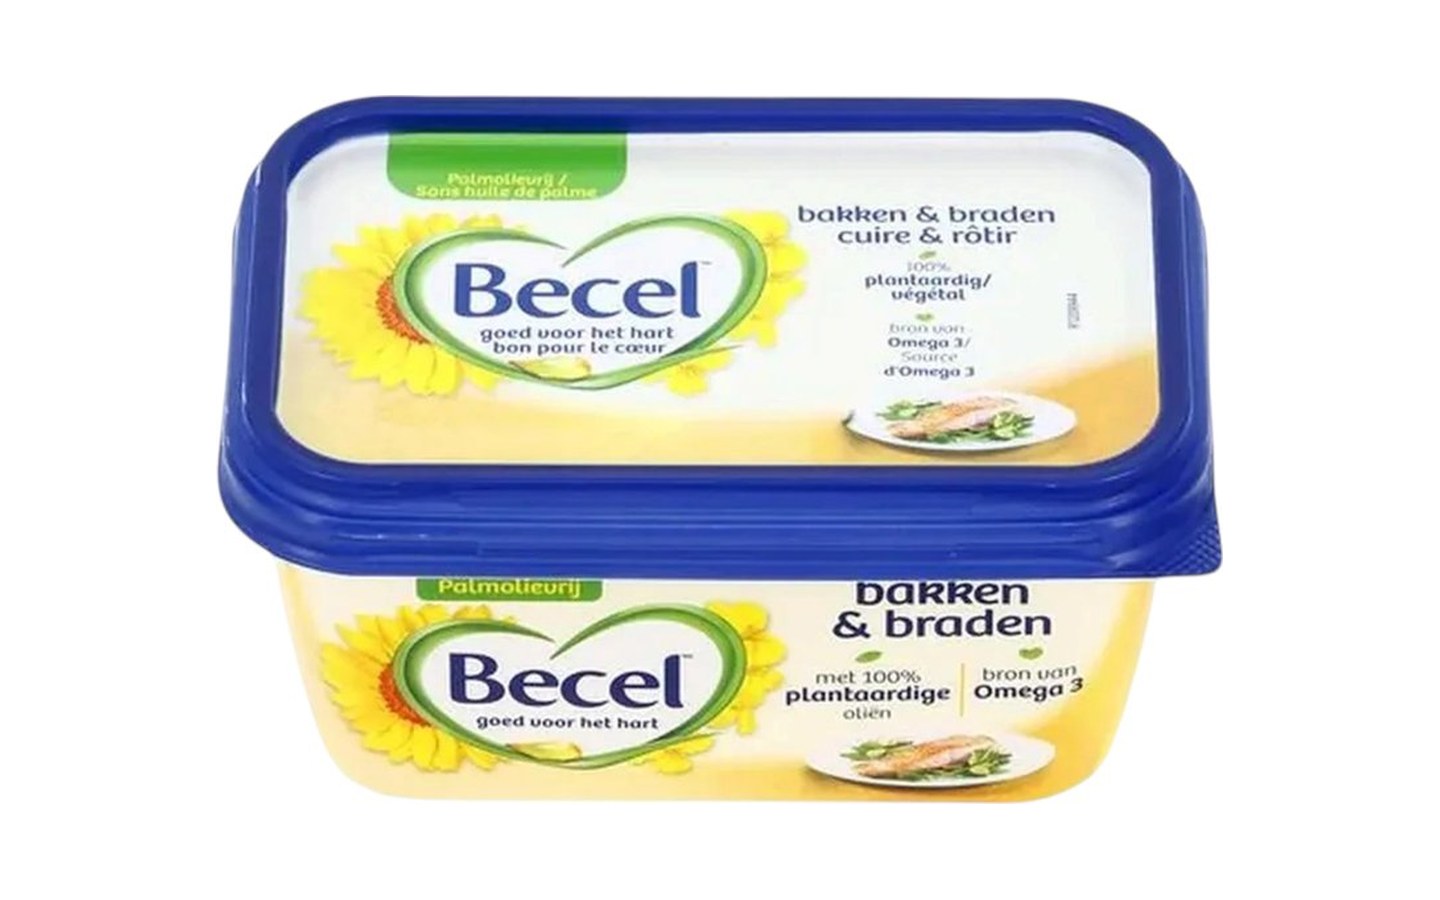 Palmolievrij /
Sans huile de palme
Becel™
goed voor het hart
bon pour le cœur
bakken & braden
cuire & rôtir
100%
plantaardig/
végétal
bron van
Omega 3/
Source
d'Omega 3
Palmolievrij
Becel™
goed voor het hart
bakken
& braden
met 100%
plantaardige
oliën
bron van
Omega 3